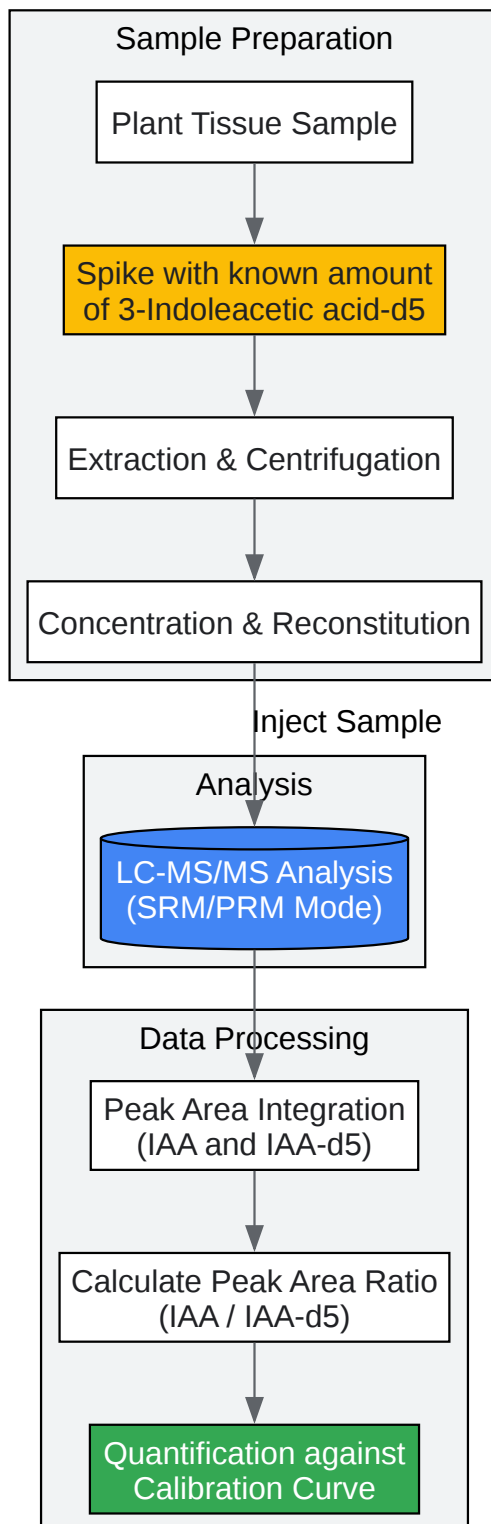 Sample Preparation
Plant Tissue Sample
Spike with known amount
of 3-Indoleacetic acid-d5
Extraction & Centrifugation
Concentration & Reconstitution
Inject Sample
Analysis
LC-MS/MS Analysis
(SRM/PRM Mode)
Data Processing
Peak Area Integration
(IAA and IAA-d5)
Calculate Peak Area Ratio
(IAA / IAA-d5)
Quantification against
Calibration Curve